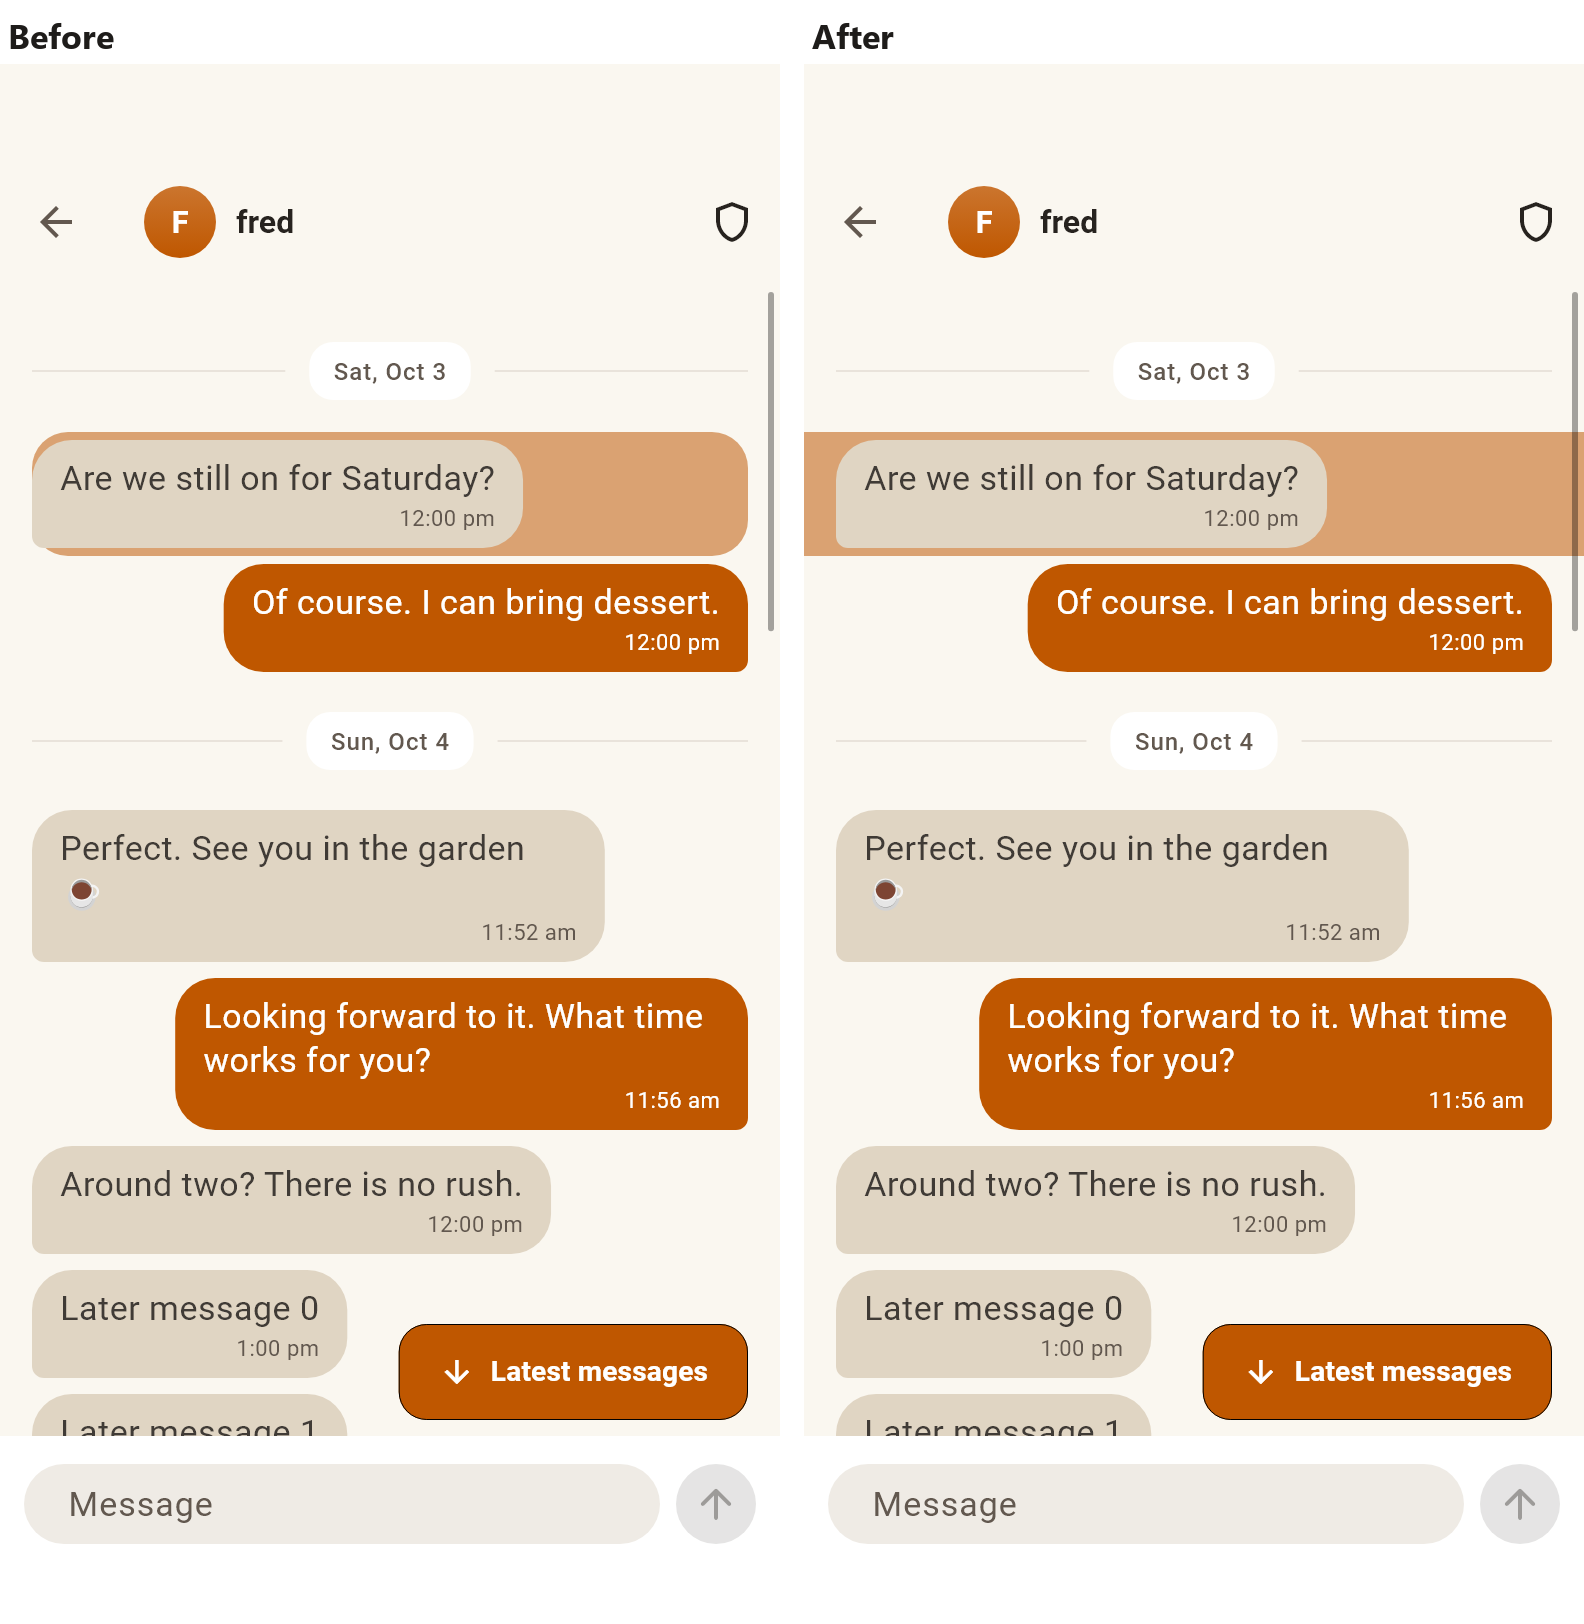 Before
F
fred
Sat, Oct 3
Are we still on for Saturday?
12:00 pm
Of course. I can bring dessert.
12:00 pm
Sun, Oct 4
Perfect. See you in the garden
☕
11:52 am
Looking forward to it. What time
works for you?
11:56 am
Around two? There is no rush.
12:00 pm
Later message 0
1:00 pm
Latest messages
Later message 1
Message
After
F
fred
Sat, Oct 3
Are we still on for Saturday?
12:00 pm
Of course. I can bring dessert.
12:00 pm
Sun, Oct 4
Perfect. See you in the garden
☕
11:52 am
Looking forward to it. What time
works for you?
11:56 am
Around two? There is no rush.
12:00 pm
Later message 0
1:00 pm
Latest messages
Later message 1
Message